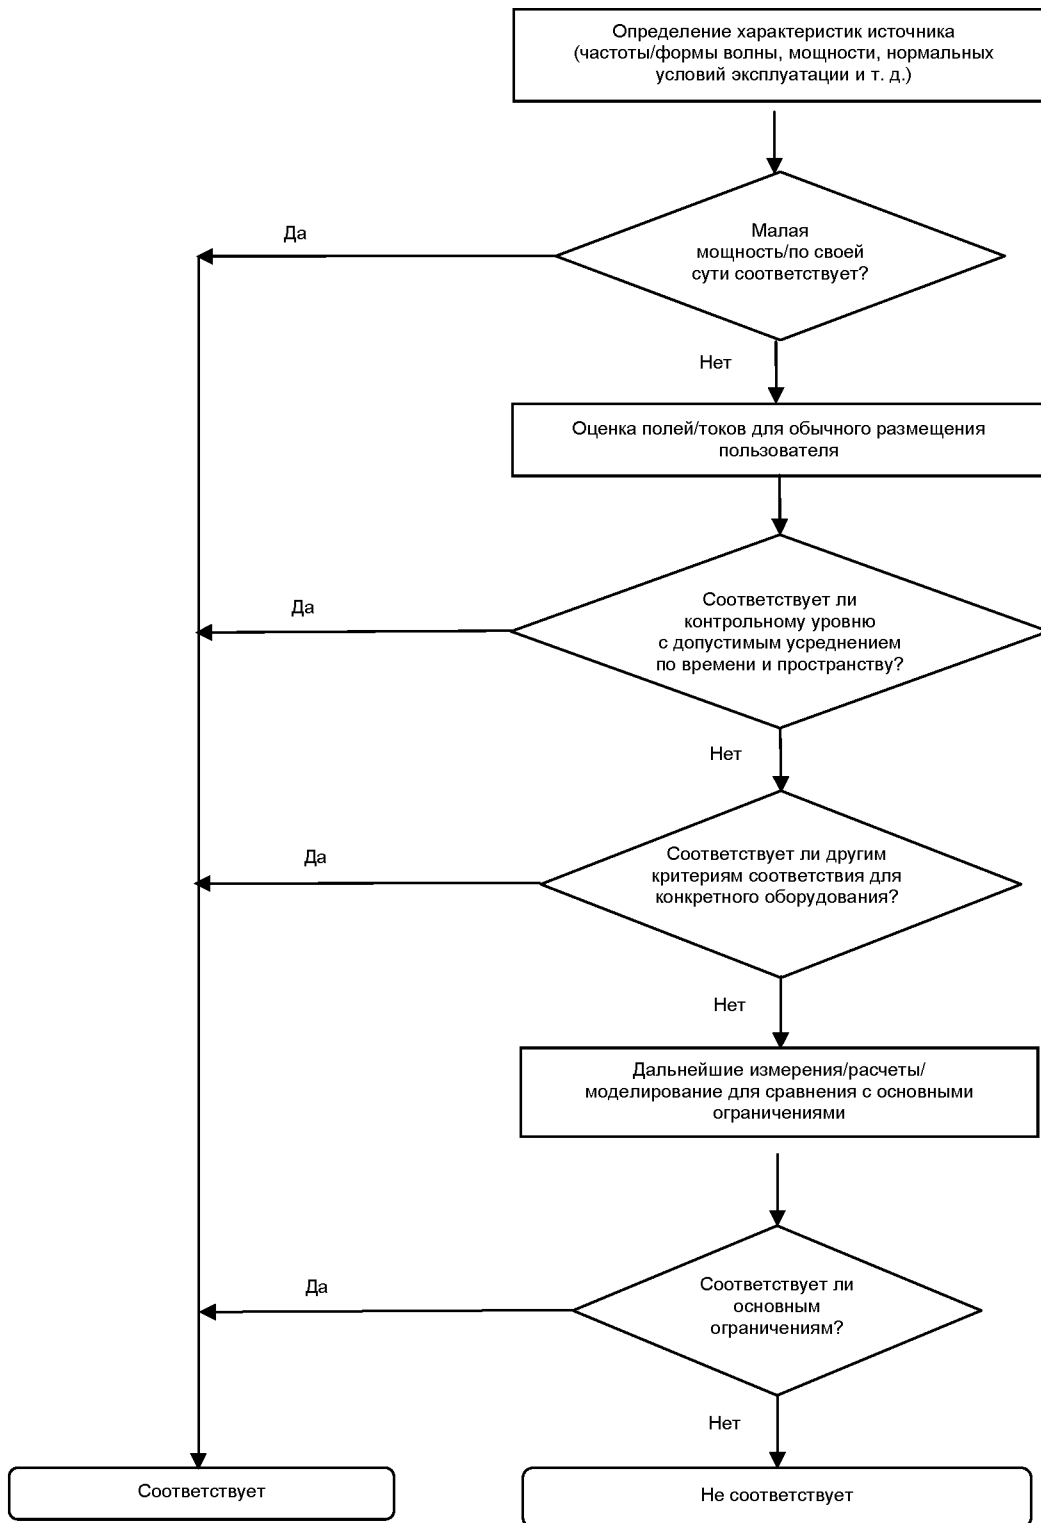 Определение характеристик источника
(частоты/формы волны, мощности, нормальных
условий эксплуатации и т. д.)
Да
Малая
мощность/по своей
сути соответствует?
Нет
Оценка полей/токов для обычного размещения
пользователя
Да
Соответствует ли
контрольному уровню
с допустимым усреднением
по времени и пространству?
Нет
Да
Соответствует ли другим
критериям соответствия для
конкретного оборудования?
Нет
Дальнейшие измерения/расчеты/
моделирование для сравнения с основными
ограничениями
Да
Соответствует ли
основным
ограничениям?
Нет
Соответствует
Не соответствует